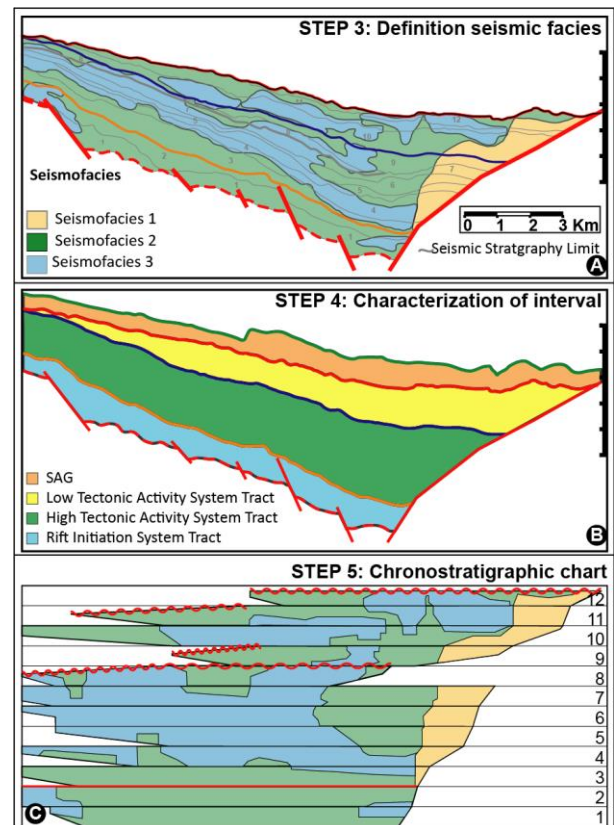 STEP 3: Definition seismic facies
Seismofacies
Seismofacies 1
Seismofacies 2
Seismofacies 3
0 1 2 3 Km
Seismic Stratgraphy Limit
A
STEP 4: Characterization of interval
SAG
Low Tectonic Activity System Tract
High Tectonic Activity System Tract
Rift Initiation System Tract
B
STEP 5: Chronostratigraphic chart
12
11
10
9
8
7
6
5
4
3
2
1
C